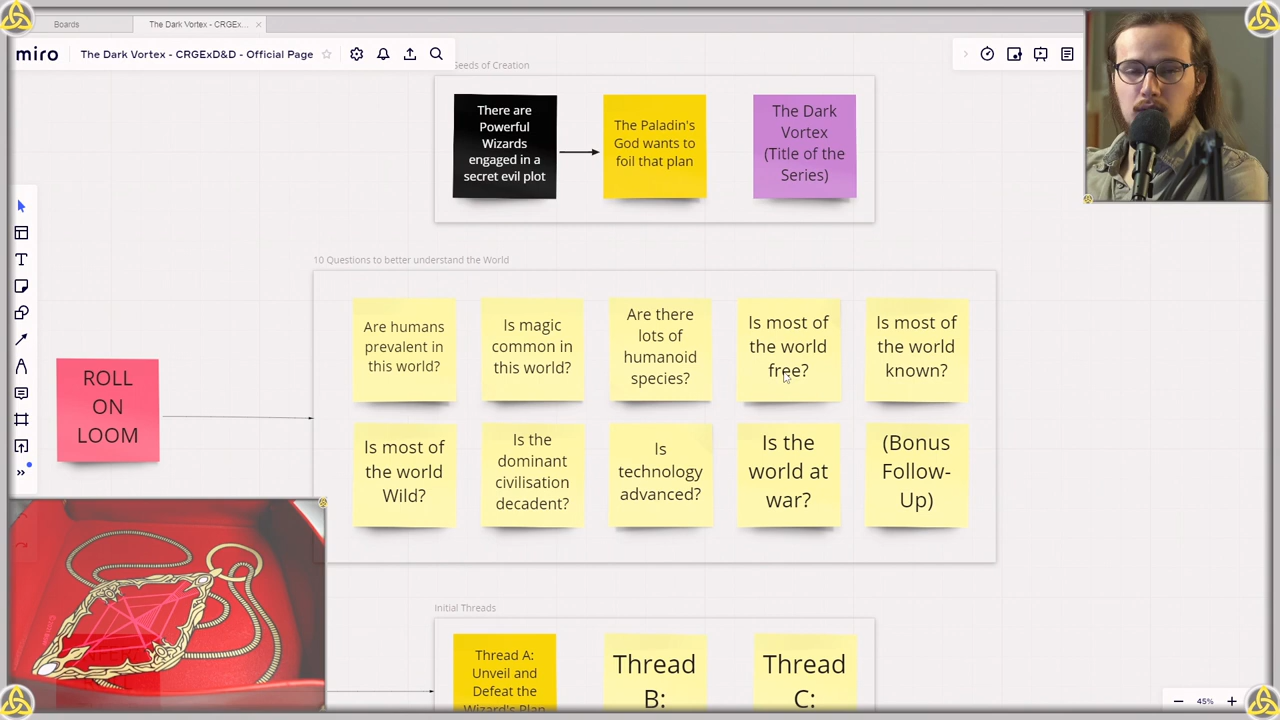 Boards
The Dark Vortex - CRGEx...
miro
The Dark Vortex - CRGExD&D - Official Page
Seeds of Creation
There are
Powerful
Wizards
engaged in a
secret evil plot
The Paladin's
God wants to
foil that plan
The Dark
Vortex
(Title of the
Series)
10 Questions to better understand the World
Are humans
prevalent in
this world?
Is magic
common in
this world?
Are there
lots of
humanoid
species?
Is most of
the world
free?
Is most of
the world
known?
ROLL
ON
LOOM
Is most of
the world
Wild?
Is the
dominant
civilisation
decadent?
Is
technology
advanced?
Is the
world at
war?
(Bonus
Follow-
Up)
Initial Threads
Thread A:
Unveil and
Defeat the
Wizard's Plan
Thread
B:
Thread
C:
45%